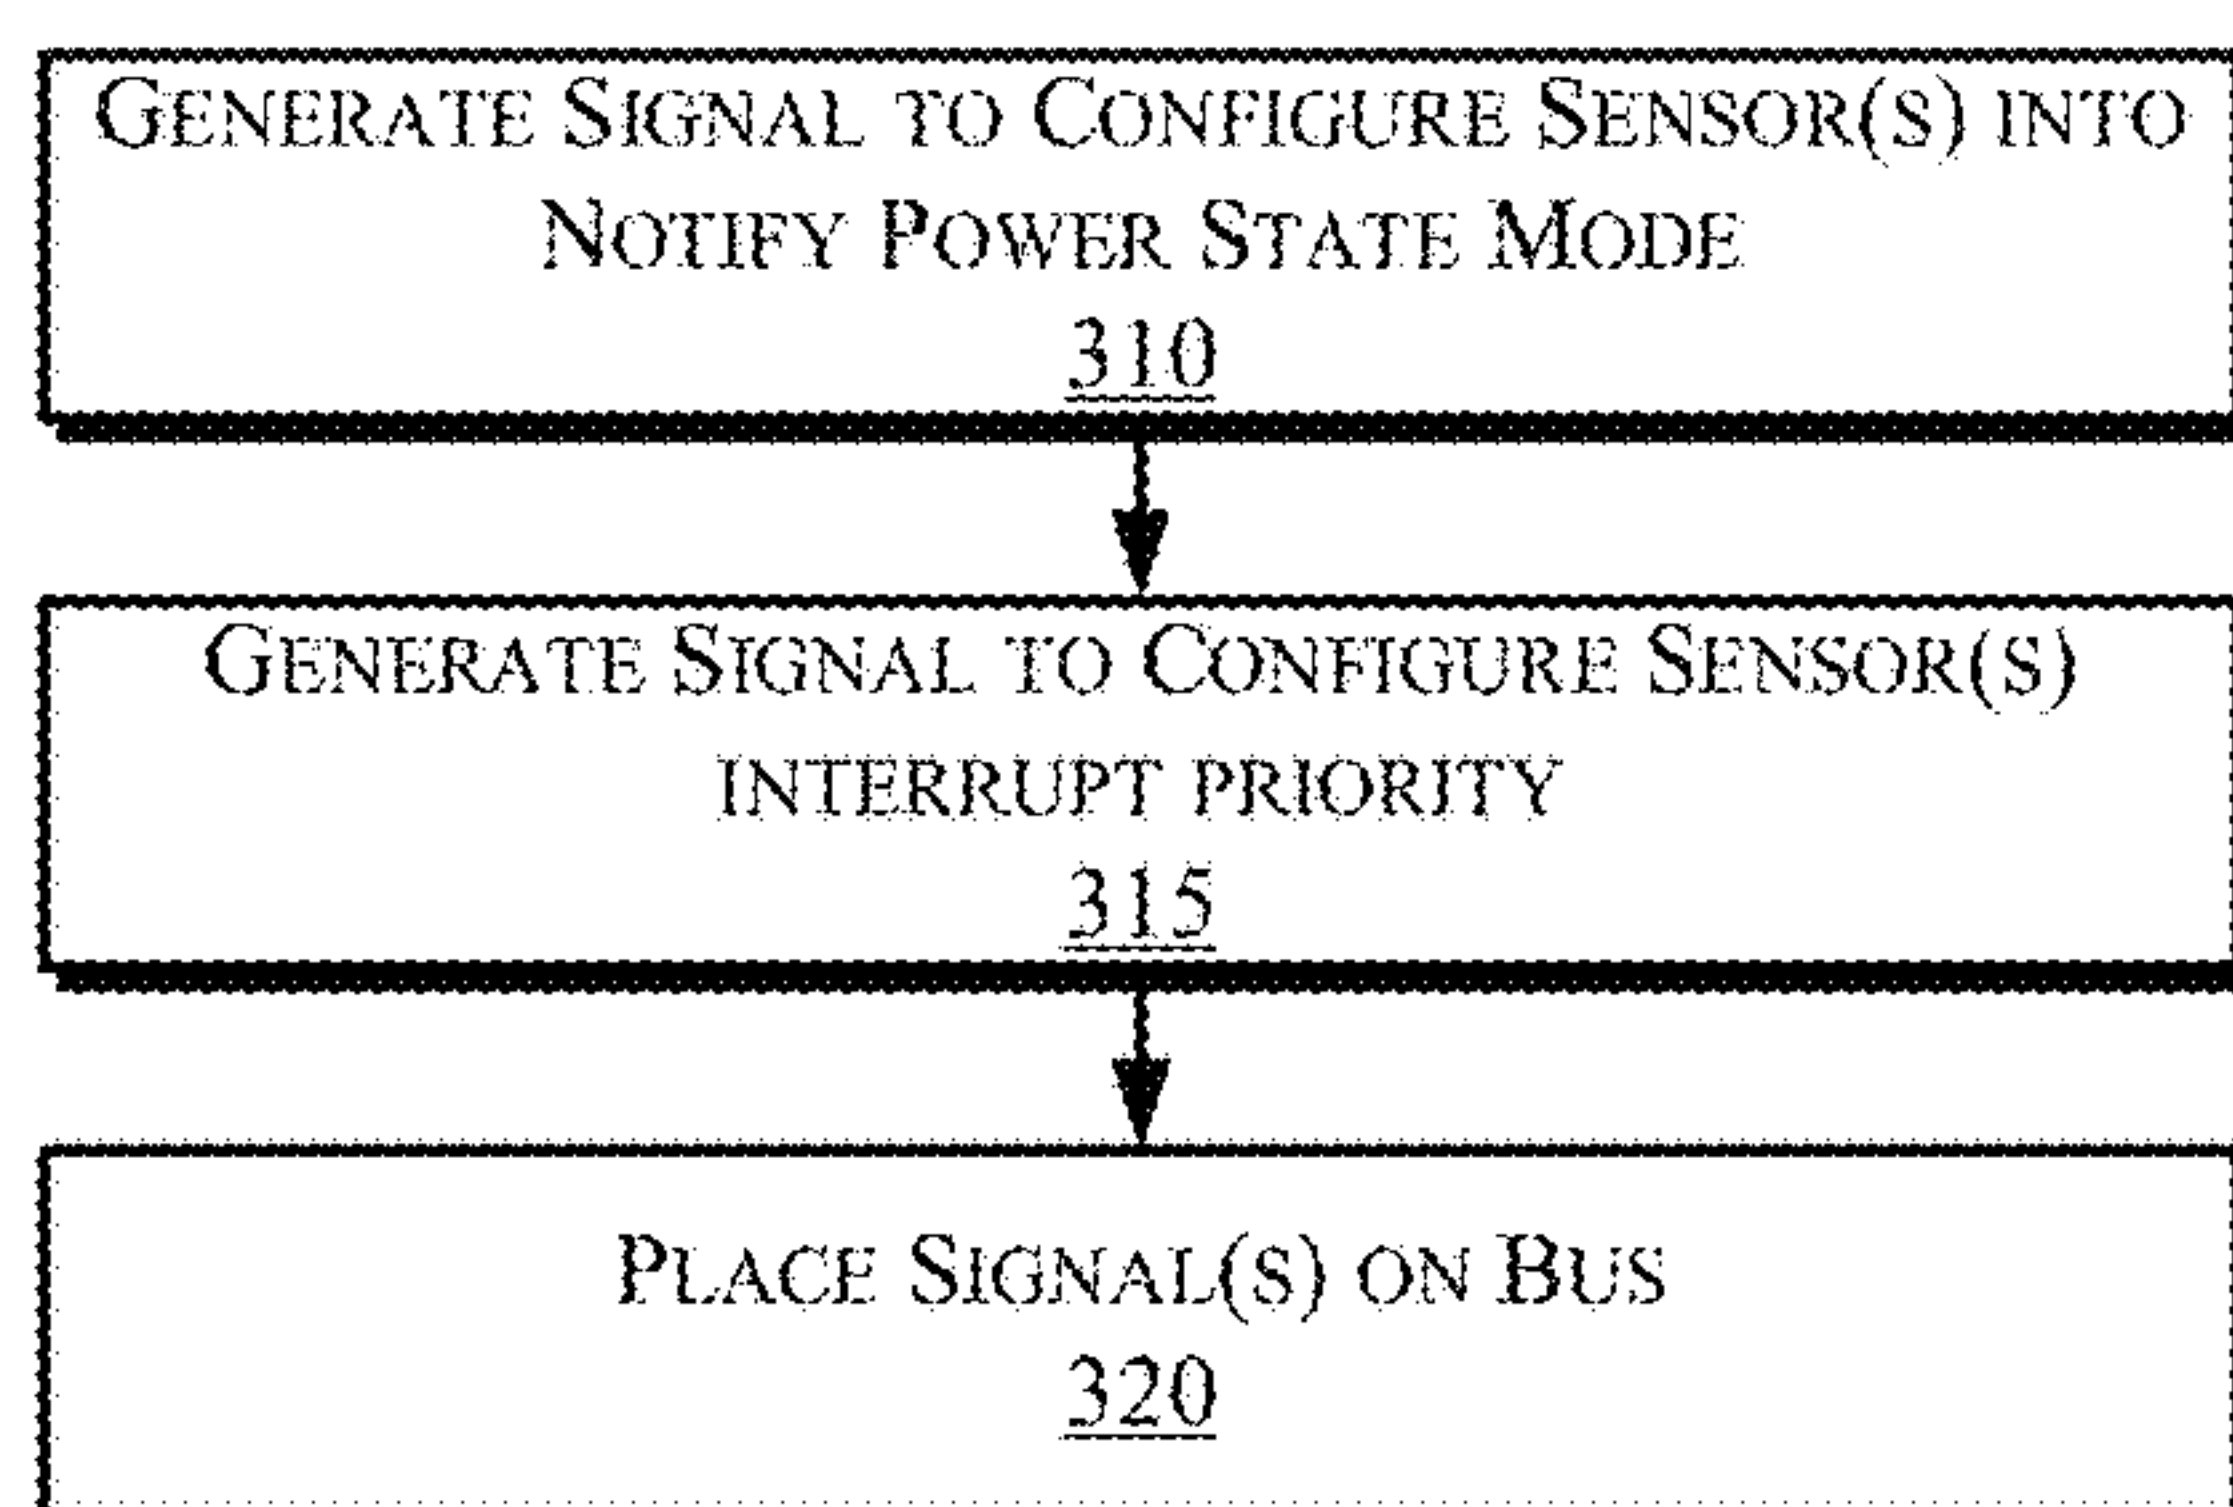 GENERATE SIGNAL TO CONFIGURE SENSOR(S) INTO
NOTIFY POWER STATE MODE
310
GENERATE SIGNAL TO CONFIGURE SENSOR(S)
INTERRUPT PRIORITY
315
PLACE SIGNAL(S) ON BUS
320